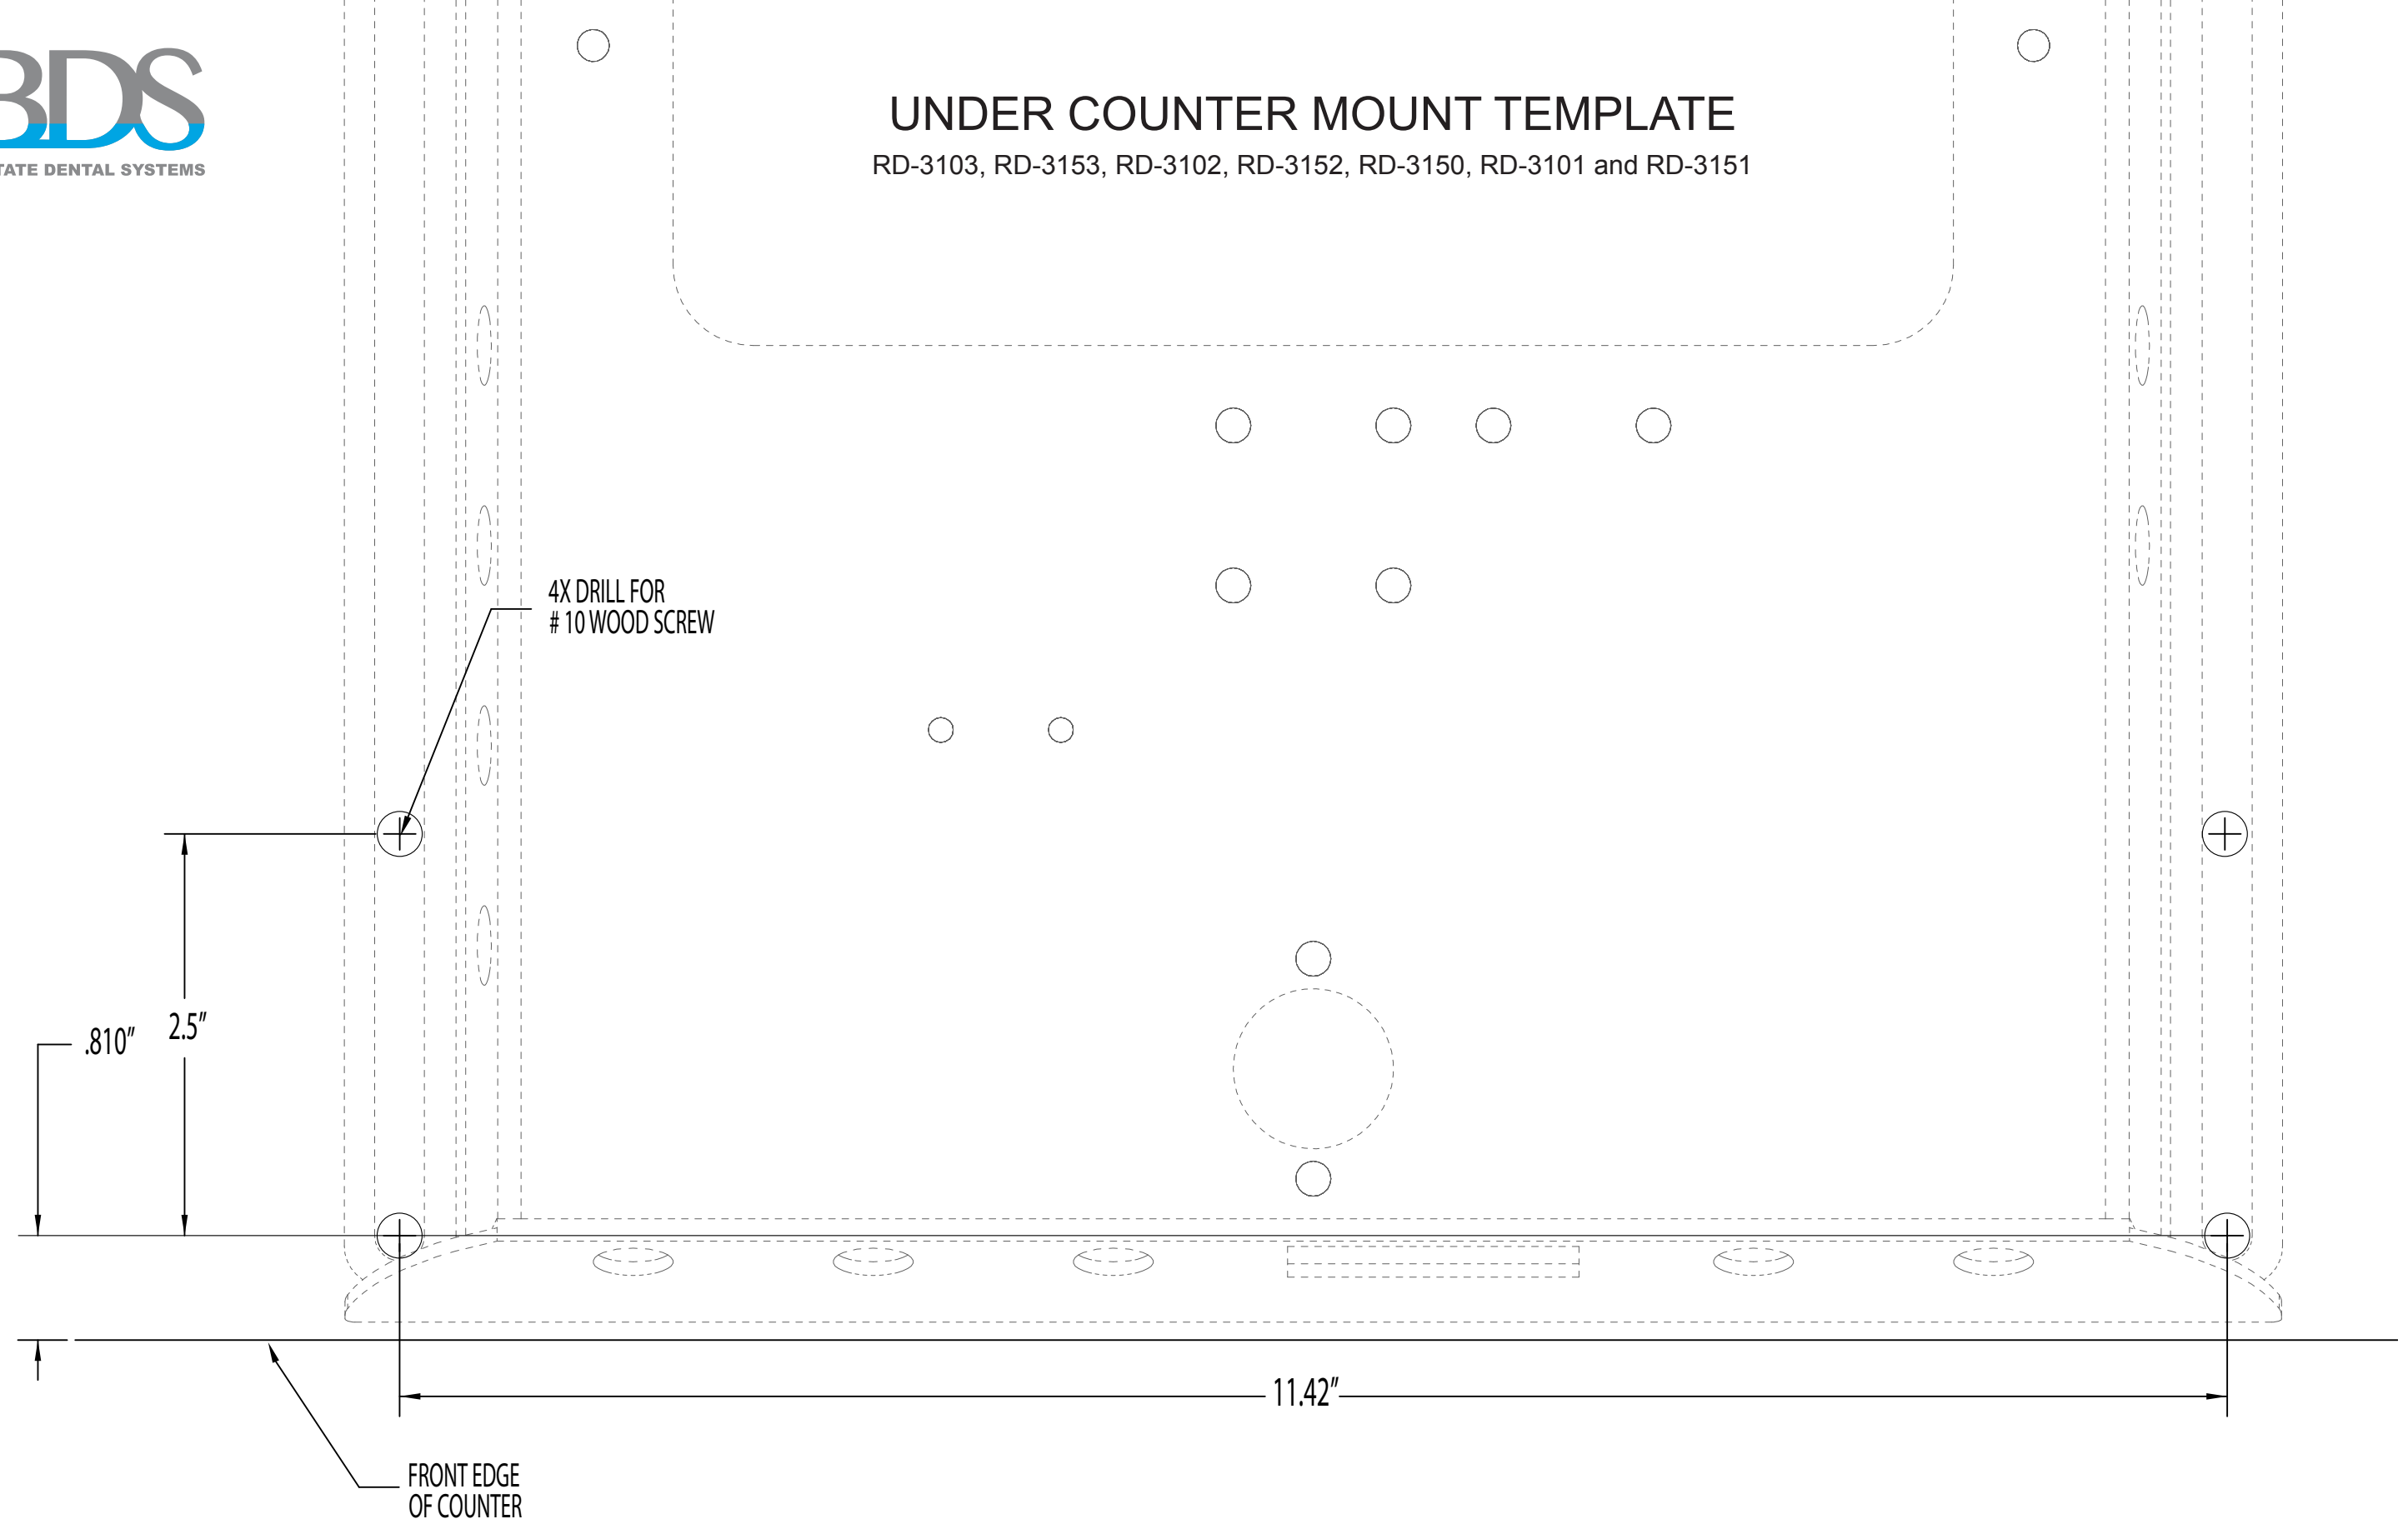 BDS
TATE DENTAL SYSTEMS
UNDER COUNTER MOUNT TEMPLATE
RD-3103, RD-3153, RD-3102, RD-3152, RD-3150, RD-3101 and RD-3151
4X DRILL FOR
# 10 WOOD SCREW
.810"
2.5"
11.42"
FRONT EDGE
OF COUNTER